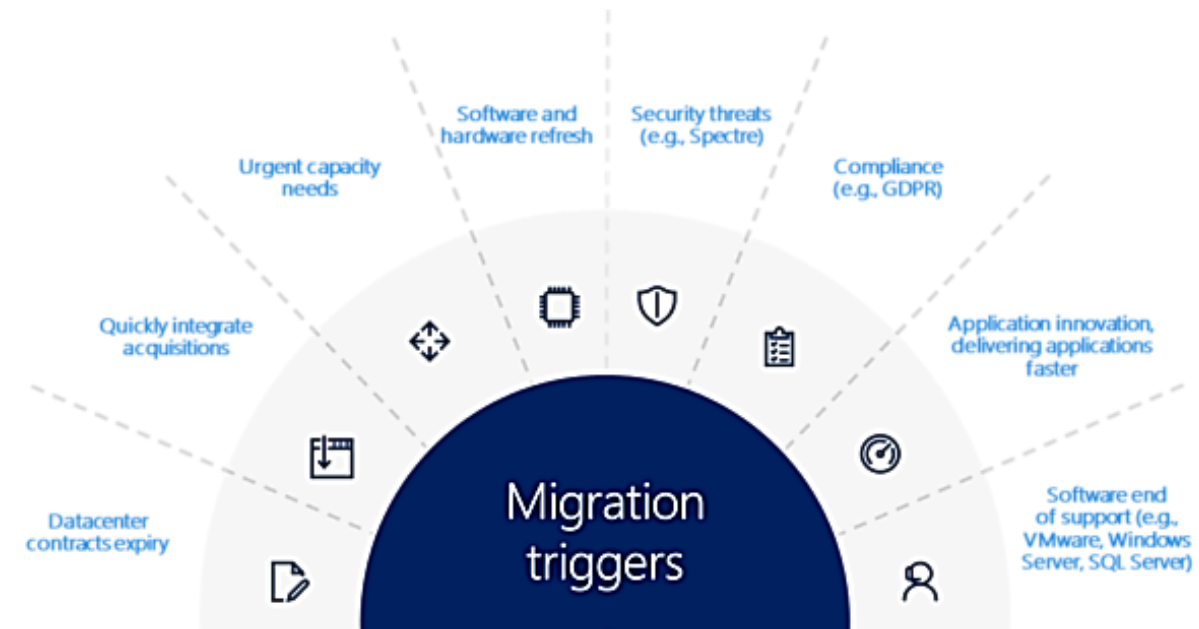 Software and
hardware refresh
Security threats
(e.g., Spectre)
Urgent capacity
needs
Compliance
(e.g., GDPR)
Quickly integrate
acquisitions
Application innovation,
delivering applications
faster
Datacenter
contracts expiry
Migration
triggers
Software end
of support (e.g.,
VMware, Windows
Server, SQL Server)